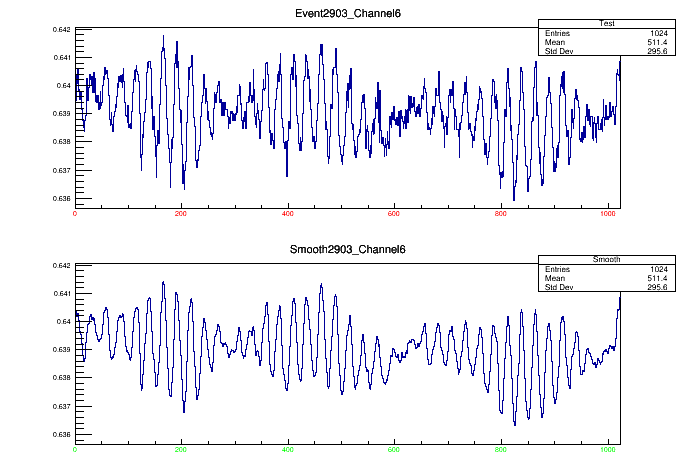 Event2903_Channel6
Test
Entries 1024
Mean 511.4
Std Dev 295.6
0.642
0.641
0.64
0.639
0.638
0.637
0.636
0 200 400 600 800 1000
Smooth2903_Channel6
Smooth
Entries 1024
Mean 511.4
Std Dev 295.6
0.642
0.641
0.64
0.639
0.638
0.637
0.636
0 200 400 600 800 1000